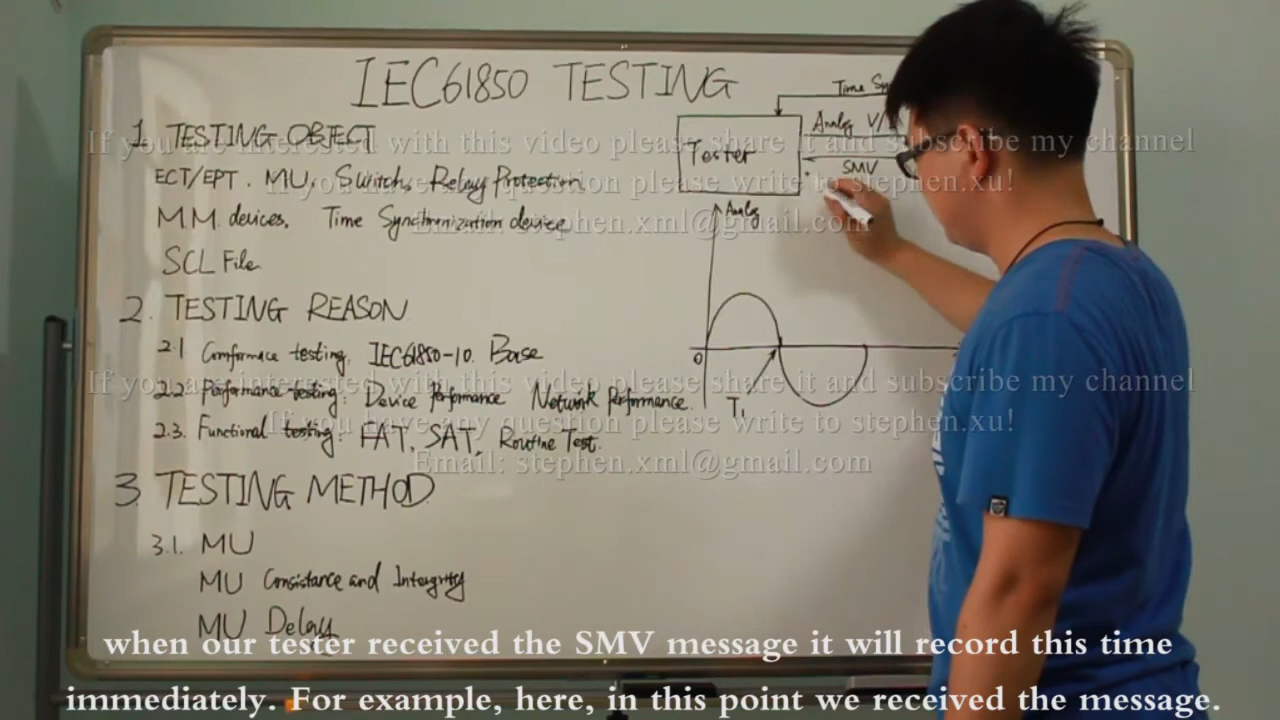 IEC61850 TESTING
1. TESTING OBJECT
ECT/EPT. MU, Switch, Relay Protection
MM devices, Time Synchronization device
SCL File
2. TESTING REASON
2.1 Comformace testing, IEC61850-10. Base
2.2 Performance testing: Device Performance Network Performance.
2.3. Functional testing: FAT, SAT, Routine Test.
3. TESTING METHOD
3.1. MU
MU Consistance and Intergrity
MU Delay
Time Sy
Analog V/
Tester
SMV
Analog
0
T1
If you are interested with this video please share it and subscribe my channel
If you have any question please write to stephen.xu!
Email: stephen.xml@gmail.com
If you are interested with this video please share it and subscribe my channel
If you have any question please write to stephen.xu!
Email: stephen.xml@gmail.com
when our tester received the SMV message it will record this time
immediately. For example, here, in this point we received the message.